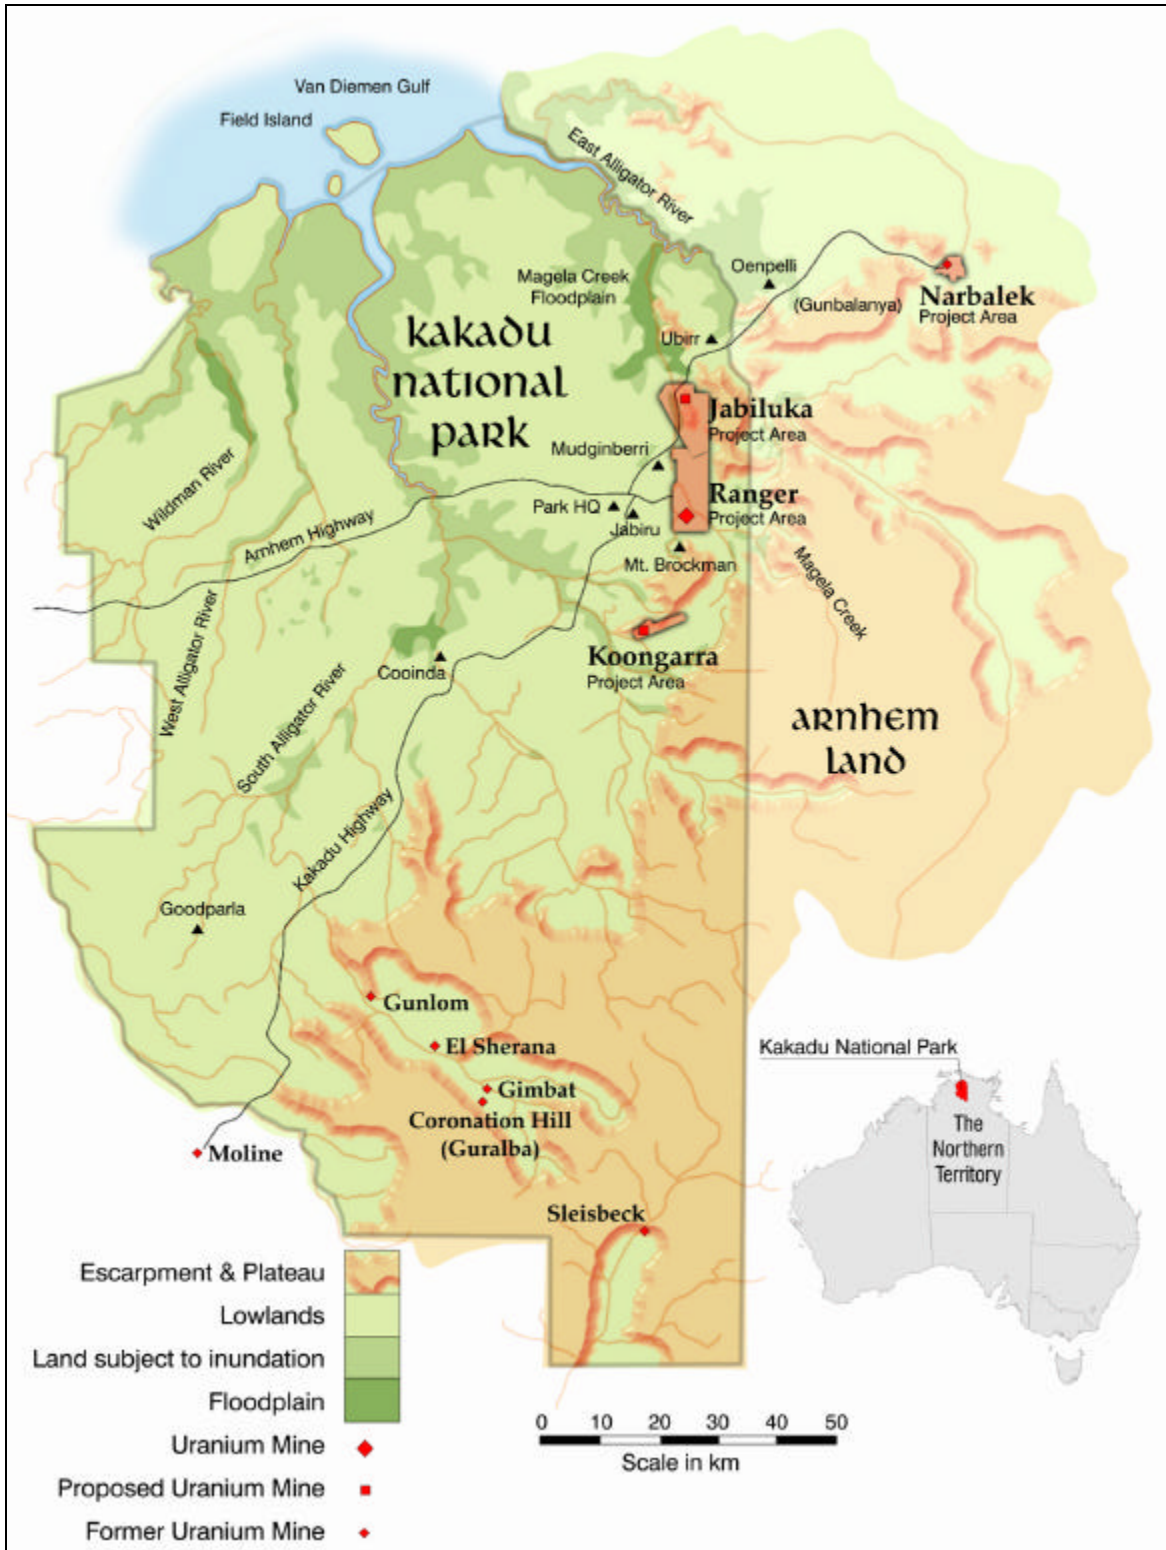 Van Diemen Gulf
Field Island
East Alligator River
Oenpelli
(Gunbalanya)
Narbalek
Project Area
Magela Creek
Floodplain
Ubirr
KAKADU
NATIONAL
PARK
Jabiluka
Project Area
Mudginberri
Ranger
Project Area
Park HQ
Jabiru
Mt. Brockman
Wildman River
Arnhem Highway
Magela Creek
West Alligator River
Koongarra
Project Area
Cooinda
South Alligator River
ARNHEM
LAND
Kakadu Highway
Goodparla
Gunlom
El Sherana
Gimbat
Coronation Hill
(Guralba)
Moline
Sleisbeck
Kakadu National Park
The
Northern
Territory
Escarpment & Plateau
Lowlands
Land subject to inundation
Floodplain
Uranium Mine
Proposed Uranium Mine
Former Uranium Mine
0 10 20 30 40 50
Scale in km